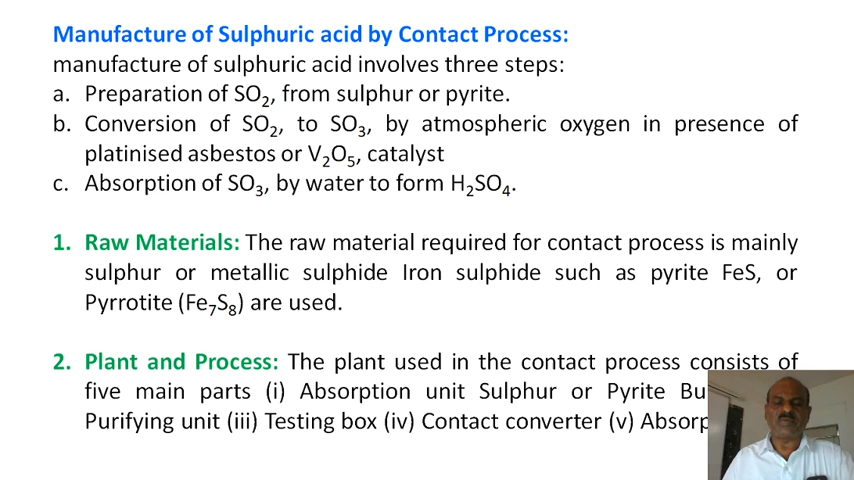 Manufacture of Sulphuric acid by Contact Process:
manufacture of sulphuric acid involves three steps:
a. Preparation of SO₂, from sulphur or pyrite.
b. Conversion of SO₂, to SO₃, by atmospheric oxygen in presence of
platinised asbestos or V₂O₅, catalyst
c. Absorption of SO₃, by water to form H₂SO₄.
1. Raw Materials: The raw material required for contact process is mainly
sulphur or metallic sulphide Iron sulphide such as pyrite FeS, or
Pyrrotite (Fe₇S₈) are used.
2. Plant and Process: The plant used in the contact process consists of
five main parts (i) Absorption unit Sulphur or Pyrite
Purifying unit (iii) Testing box (iv) Contact converter (v)